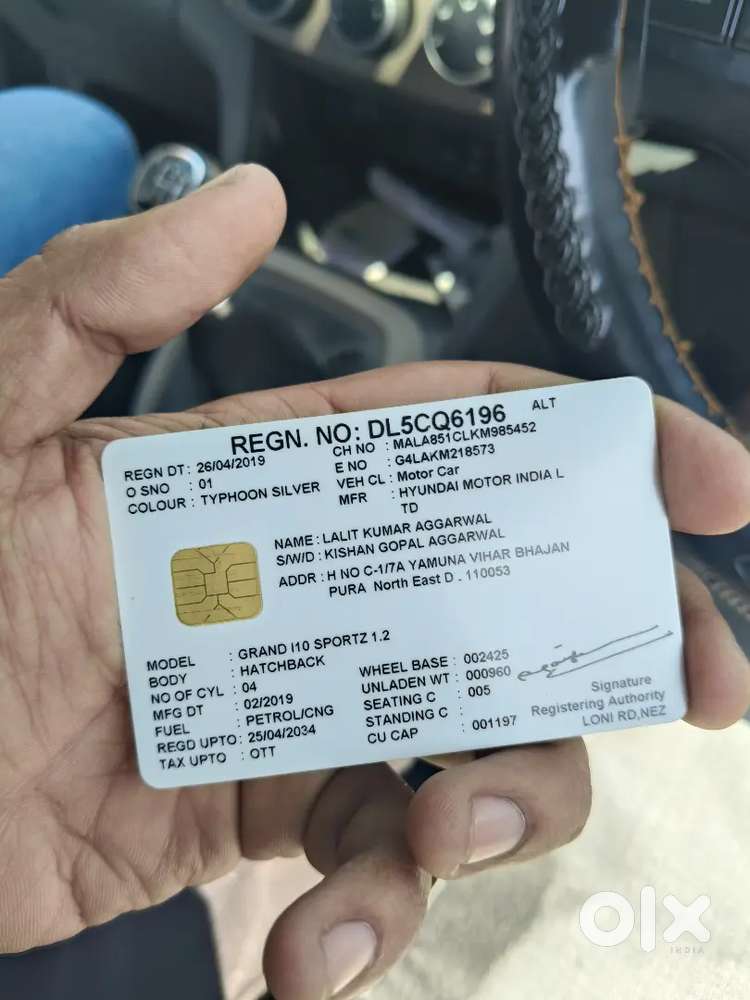 REGN. NO: DL5CQ6196 ALT
REGN DT: 26/04/2019
O SNO : 01
COLOUR : TYPHOON SILVER
CH NO : MALA851CLKM985452
E NO : G4LAKM218573
VEH CL : Motor Car
MFR : HYUNDAI MOTOR INDIA L
TD
NAME : LALIT KUMAR AGGARWAL
S/W/D : KISHAN GOPAL AGGARWAL
ADDR : H NO C-1/7A YAMUNA VIHAR BHAJAN
PURA North East D . 110053
MODEL : GRAND I10 SPORTZ 1.2
BODY : HATCHBACK
NO OF CYL : 04
MFG DT : 02/2019
FUEL : PETROL/CNG
REGD UPTO: 25/04/2034
TAX UPTO : OTT
WHEEL BASE : 002425
UNLADEN WT : 000960
SEATING C : 005
STANDING C :
CU CAP : 001197
Signature
Registering Authority
LONI RD,NEZ
olx
INDIA